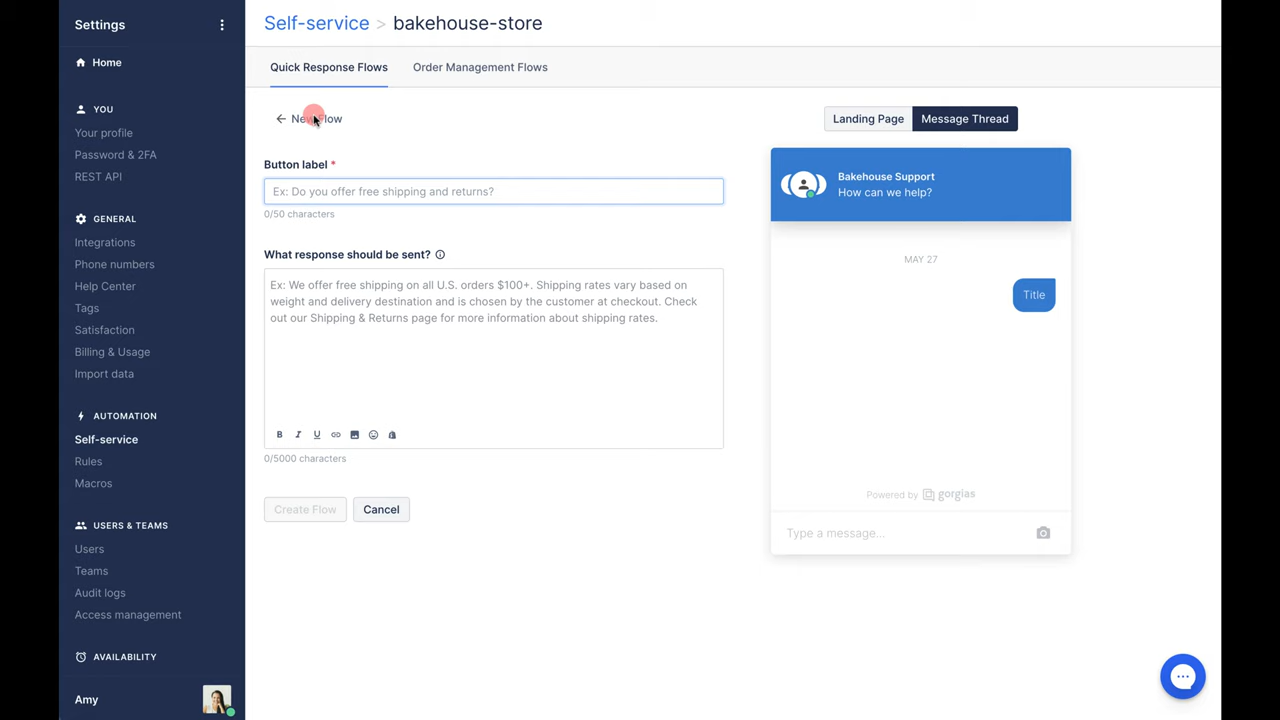 Settings
Home
YOU
Your profile
Password & 2FA
REST API
GENERAL
Integrations
Phone numbers
Help Center
Tags
Satisfaction
Billing & Usage
Import data
AUTOMATION
Self-service
Rules
Macros
USERS & TEAMS
Users
Teams
Audit logs
Access management
AVAILABILITY
Amy
Self-service > bakehouse-store
Quick Response Flows
Order Management Flows
New Flow
Button label *
Ex: Do you offer free shipping and returns?
0/50 characters
What response should be sent?
Ex: We offer free shipping on all U.S. orders $100+. Shipping rates vary based on
weight and delivery destination and is chosen by the customer at checkout. Check
out our Shipping & Returns page for more information about shipping rates.
B I U
0/5000 characters
Create Flow
Cancel
Landing Page
Message Thread
Bakehouse Support
How can we help?
MAY 27
Title
Powered by gorgias
Type a message...